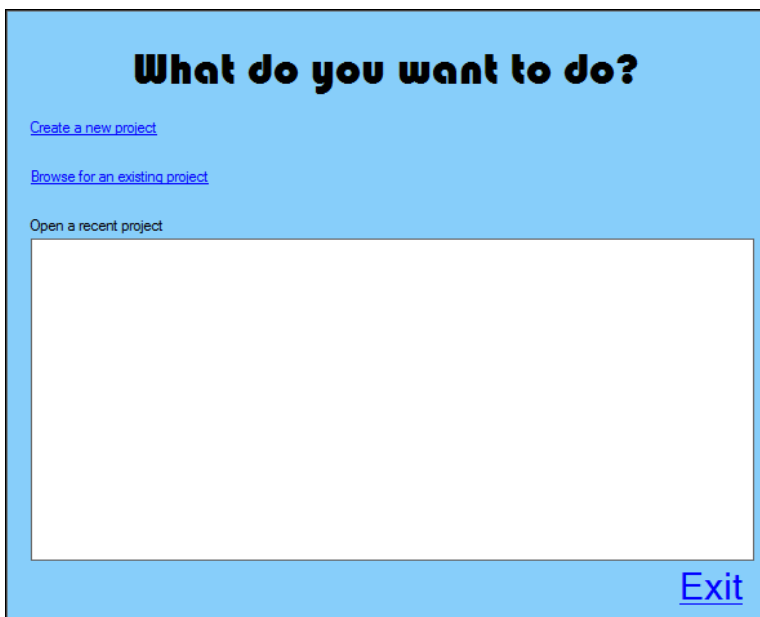 What do you want to do?
Create a new project
Browse for an existing project
Open a recent project
Exit